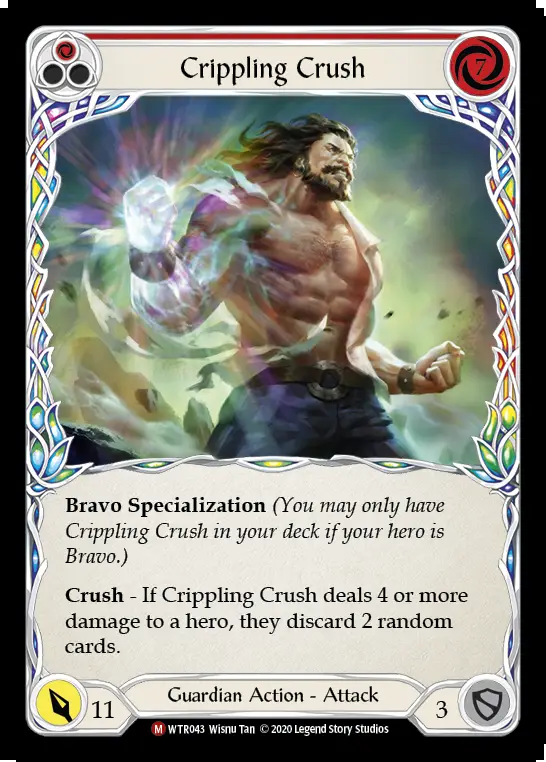 Crippling Crush
7
Bravo Specialization (You may only have
Crippling Crush in your deck if your hero is
Bravo.)
Crush - If Crippling Crush deals 4 or more
damage to a hero, they discard 2 random
cards.
11
Guardian Action - Attack
3
M WTR043 Wisnu Tan © 2020 Legend Story Studios